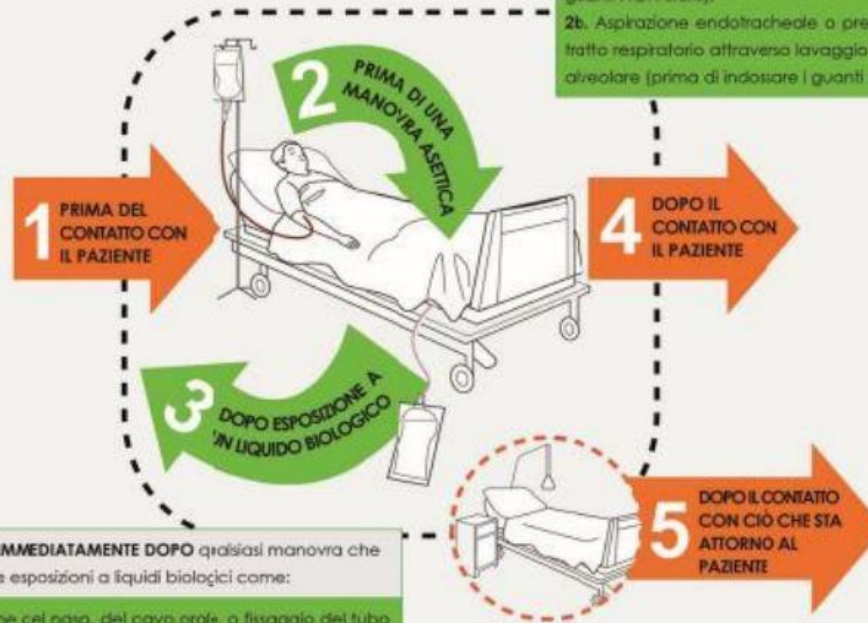 2b. Aspirazione endotracheale o pre
tratto respiratorio attraverso lavaggio
alveolare (prima di indossare i guanti
2
PRIMA DI UNA
MANOVRA ASETTICA
1
PRIMA DEL
CONTATTO CON
IL PAZIENTE
4
DOPO IL
CONTATTO CON
IL PAZIENTE
3
DOPO ESPOSIZIONE A
UN LIQUIDO BIOLOGICO
5
DOPO IL CONTATTO
CON CIÒ CHE STA
ATTORNO AL
PAZIENTE
IMMEDIATAMENTE DOPO qualsiasi manovra che
e esposizioni a liquidi biologici come: